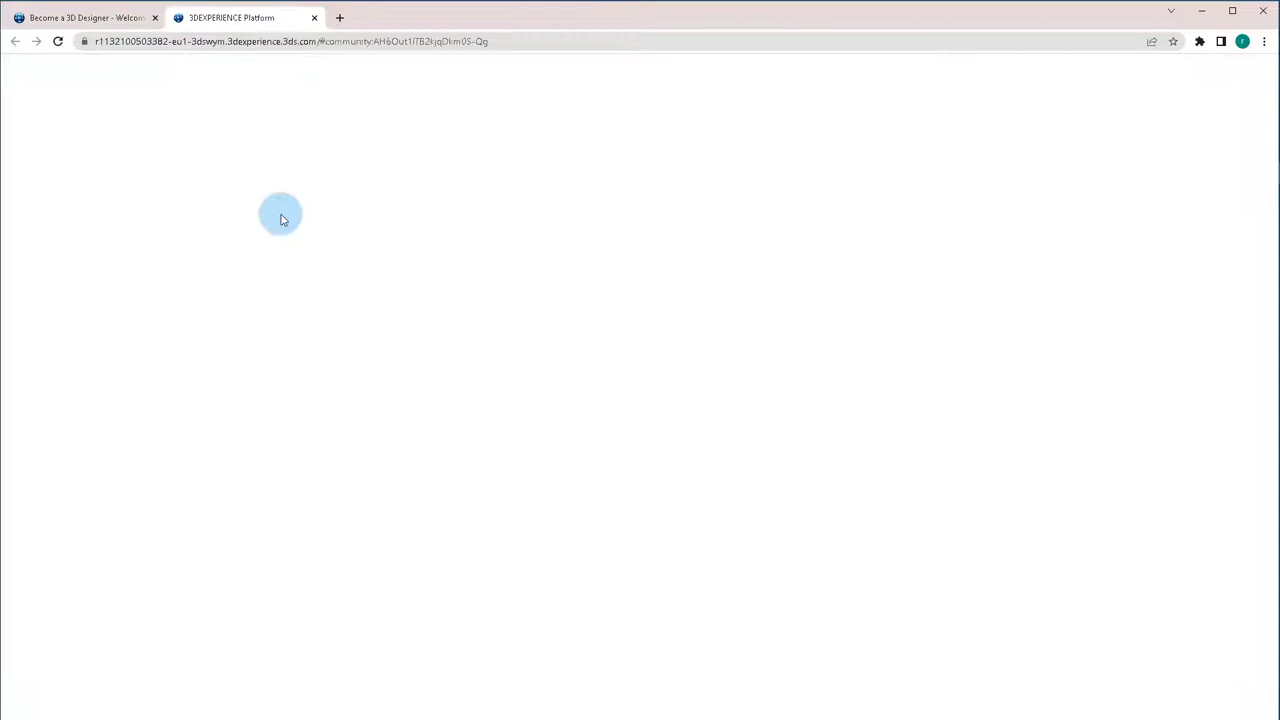 Become a 3D Designer - Welcom
3DEXPERIENCE Platform
r1132100503382-eu1-3dswym.3dexperience.3ds.com/#community:AH6Out1ITB2kjqDkm0S-Qg
r